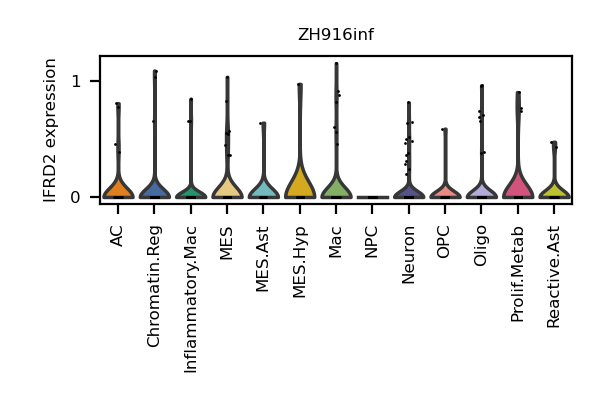 ZH916inf
IFRD2 expression
1
0
AC
Chromatin.Reg
Inflammatory.Mac
MES
MES.Ast
MES.Hyp
Mac
NPC
Neuron
OPC
Oligo
Prolif.Metab
Reactive.Ast